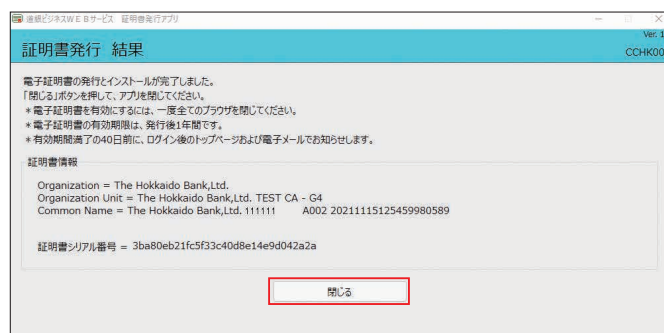 道銀ビジネスWEBサービス 証明書発行アプリ
Ver. 1
証明書発行 結果
CCHK00
電子証明書の発行とインストールが完了しました。
「閉じる」ボタンを押して、アプリを閉じてください。
＊電子証明書を有効にするには、一度全てのブラウザを閉じてください。
＊電子証明書の有効期限は、発行後1年間です。
＊有効期間満了の40日前に、ログイン後のトップページおよび電子メールでお知らせします。
証明書情報
Organization = The Hokkaido Bank,Ltd.
Organization Unit = The Hokkaido Bank,Ltd. TEST CA - G4
Common Name = The Hokkaido Bank,Ltd. 111111 A002 20211115125459980589
証明書シリアル番号 = 3ba80eb21fc5f33c40d8e14e9d042a2a
閉じる